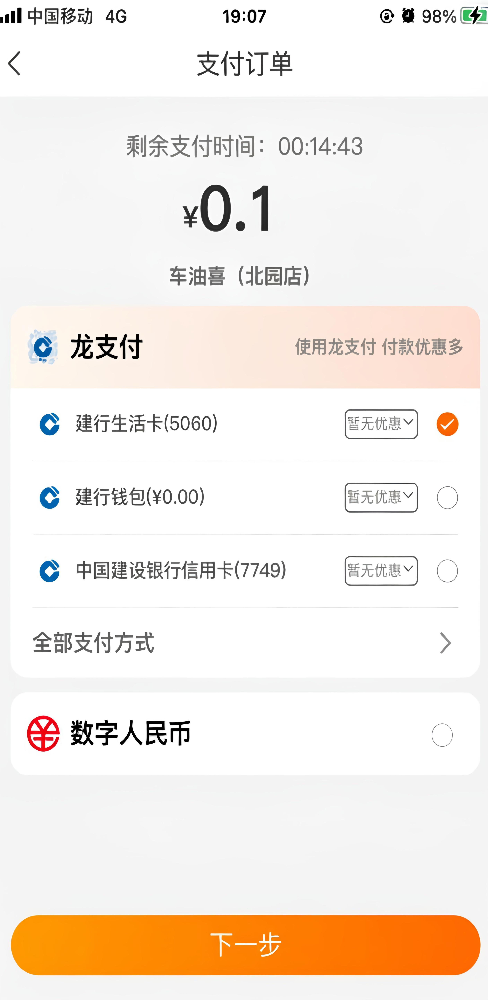 中国移动 4G 19:07 98%
支付订单
剩余支付时间：00:14:43
¥0.1
车油喜（北园店）
龙支付 使用龙支付 付款优惠多
建行生活卡(5060) 暂无优惠
建行钱包(¥0.00) 暂无优惠
中国建设银行信用卡(7749) 暂无优惠
全部支付方式
数字人民币
下一步